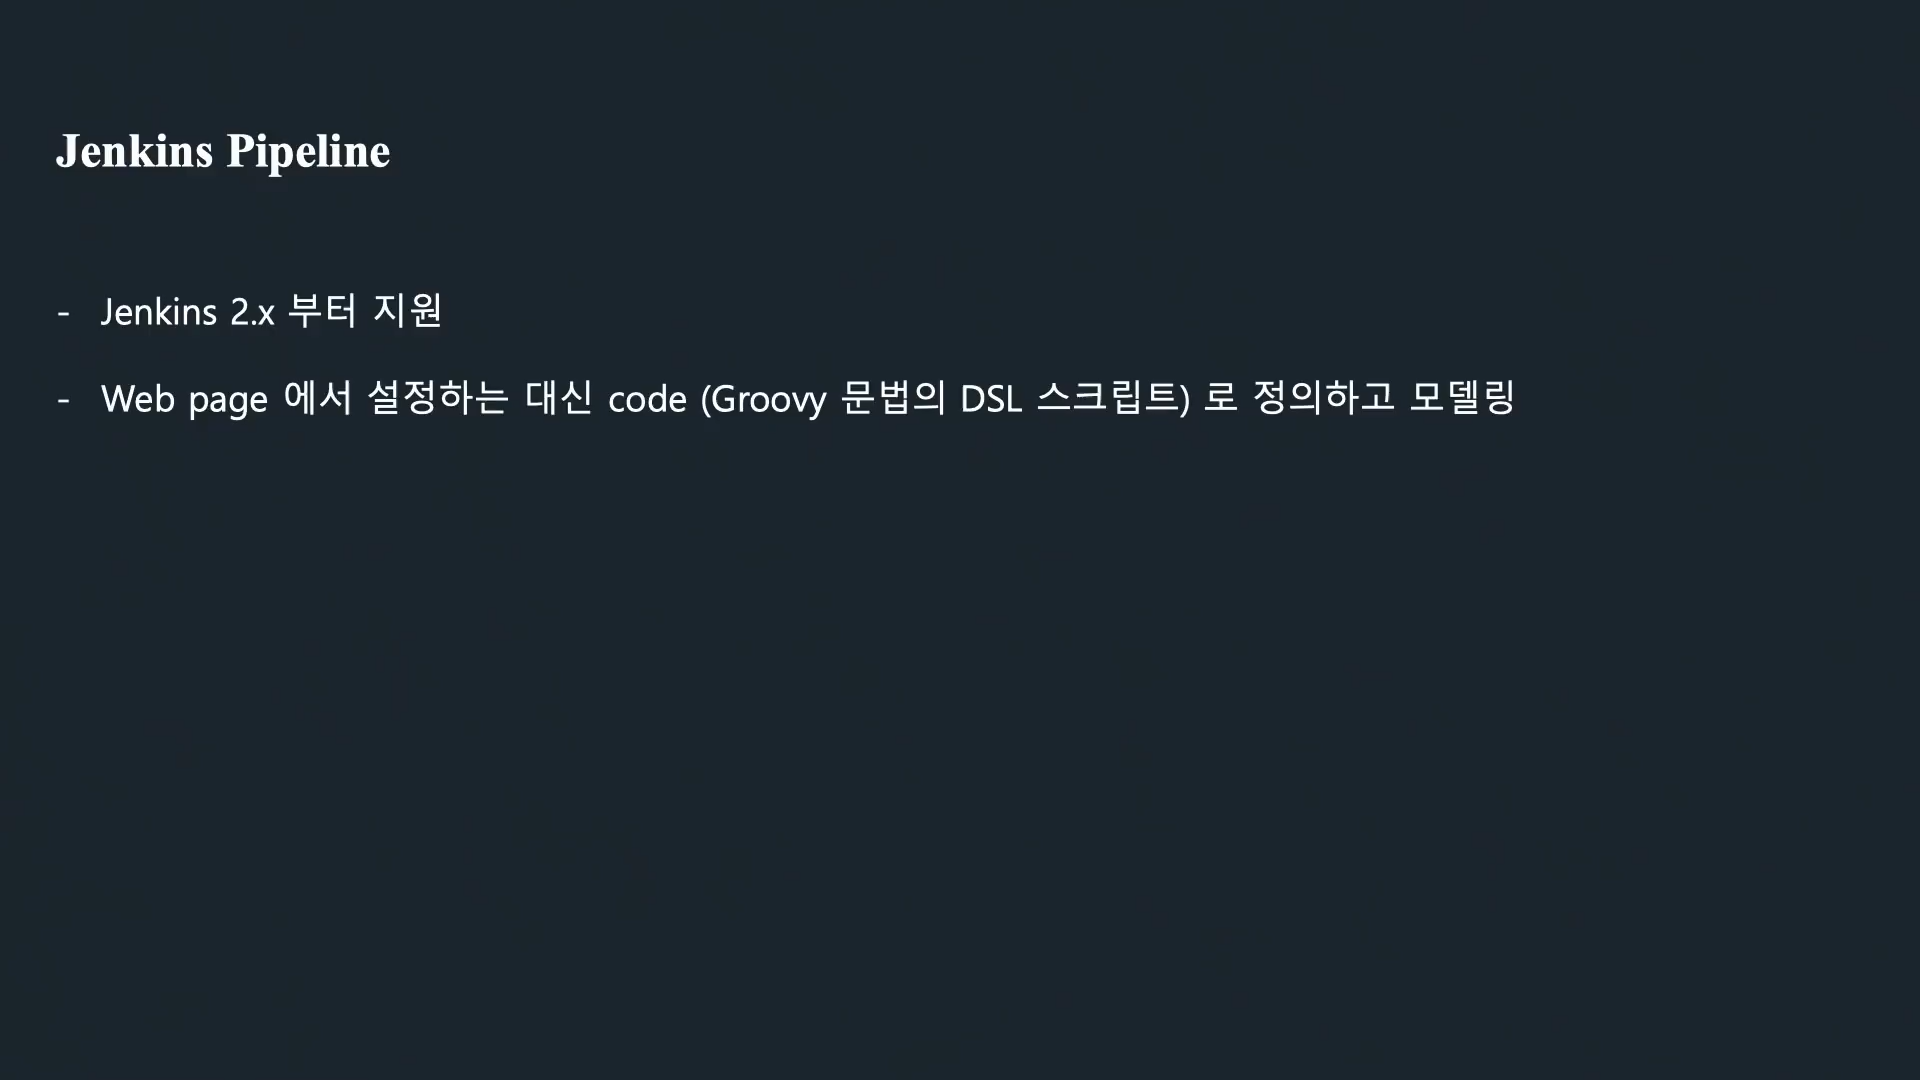 Jenkins Pipeline
- Jenkins 2.x 부터 지원
- Web page 에서 설정하는 대신 code (Groovy 문법의 DSL 스크립트) 로 정의하고 모델링